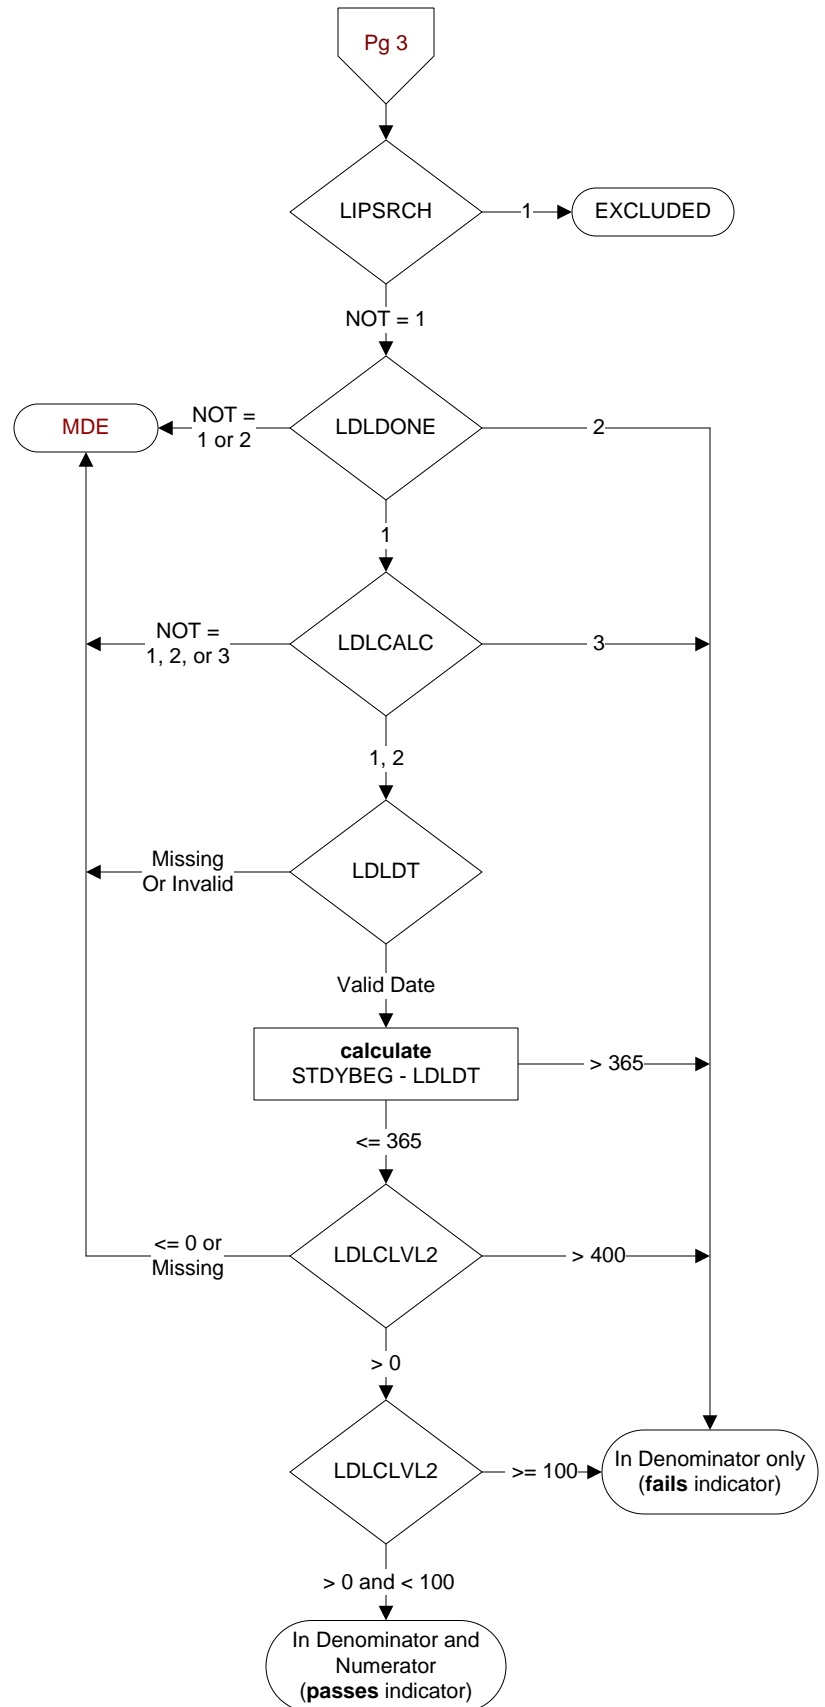 Pg 3
LIPSRCH
1
EXCLUDED
NOT = 1
MDE
NOT =
1 or 2
LDLDONE
2
1
NOT =
1, 2, or 3
LDLCALC
3
1, 2
Missing
Or Invalid
LDLDT
Valid Date
calculate
STDYBEG - LDLDT
> 365
<= 365
<= 0 or
Missing
LDLCLVL2
> 400
> 0
LDLCLVL2
>= 100
In Denominator only
(fails indicator)
> 0 and < 100
In Denominator and
Numerator
(passes indicator)